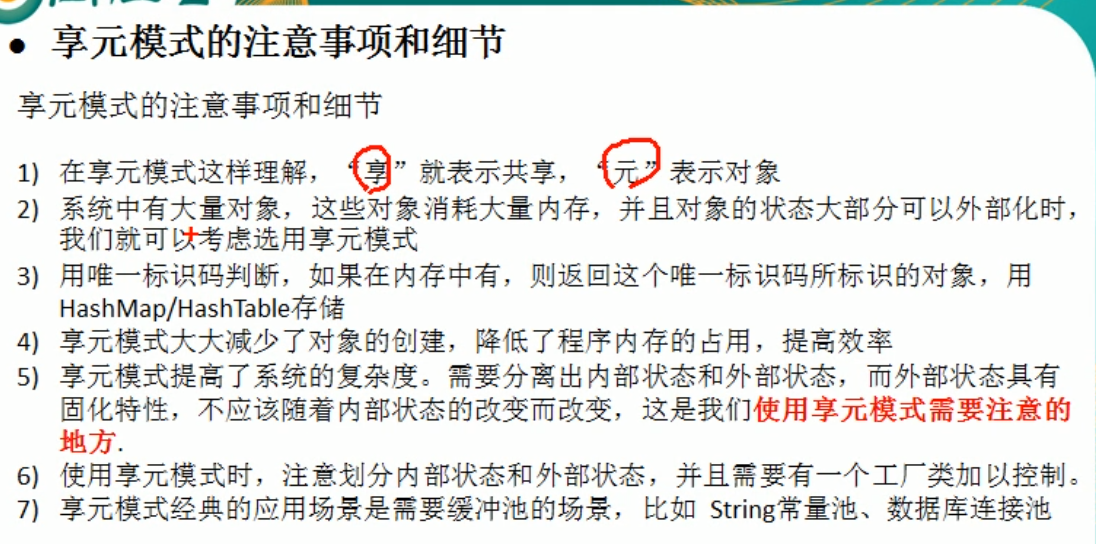 ● 享元模式的注意事项和细节
享元模式的注意事项和细节
1) 在享元模式这样理解，“享”就表示共享，“元”表示对象
2) 系统中有大量对象，这些对象消耗大量内存，并且对象的状态大部分可以外部化时，
我们就可以考虑选用享元模式
3) 用唯一标识码判断，如果在内存中有，则返回这个唯一标识码所标识的对象，用
HashMap/HashTable存储
4) 享元模式大大减少了对象的创建，降低了程序内存的占用，提高效率
5) 享元模式提高了系统的复杂度。需要分离出内部状态和外部状态，而外部状态具有
固化特性，不应该随着内部状态的改变而改变，这是我们使用享元模式需要注意的
地方.
6) 使用享元模式时，注意划分内部状态和外部状态，并且需要有一个工厂类加以控制。
7) 享元模式经典的应用场景是需要缓冲池的场景，比如 String常量池、数据库连接池